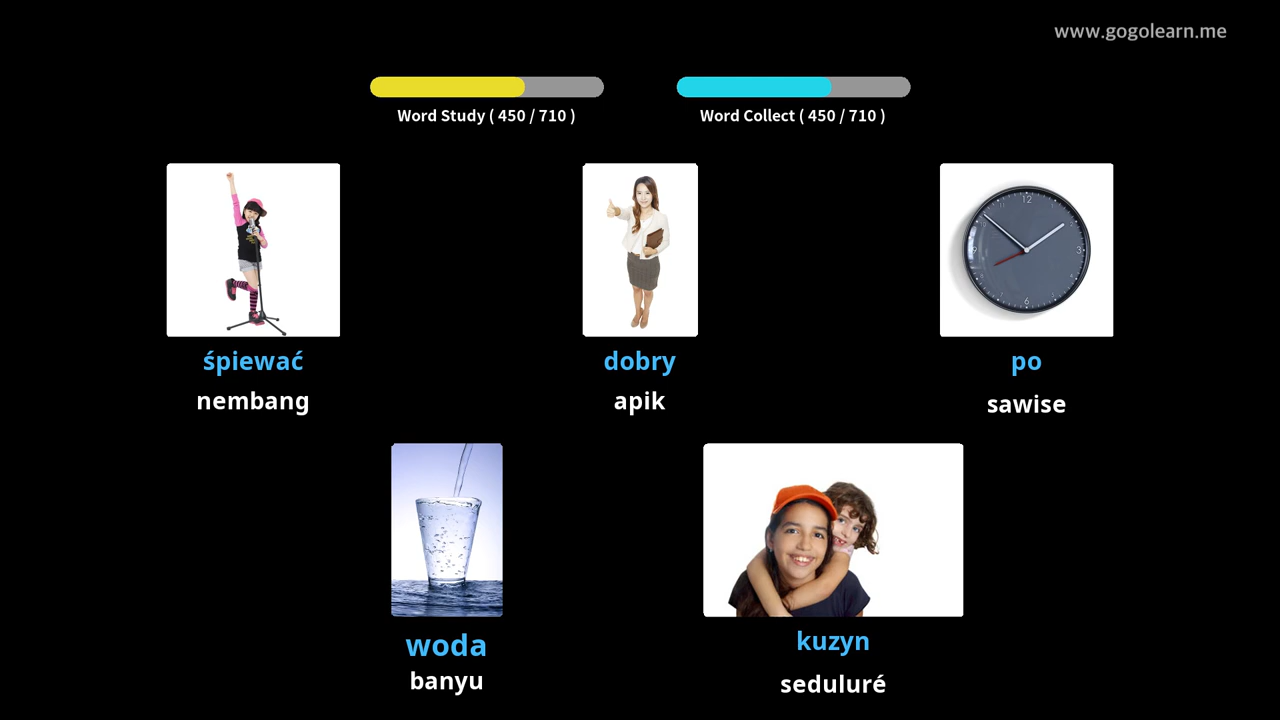 www.gogolearn.me
Word Study ( 450 / 710 )
Word Collect ( 450 / 710 )
śpiewać
nembang
dobry
apik
po
sawise
woda
banyu
kuzyn
seduluré